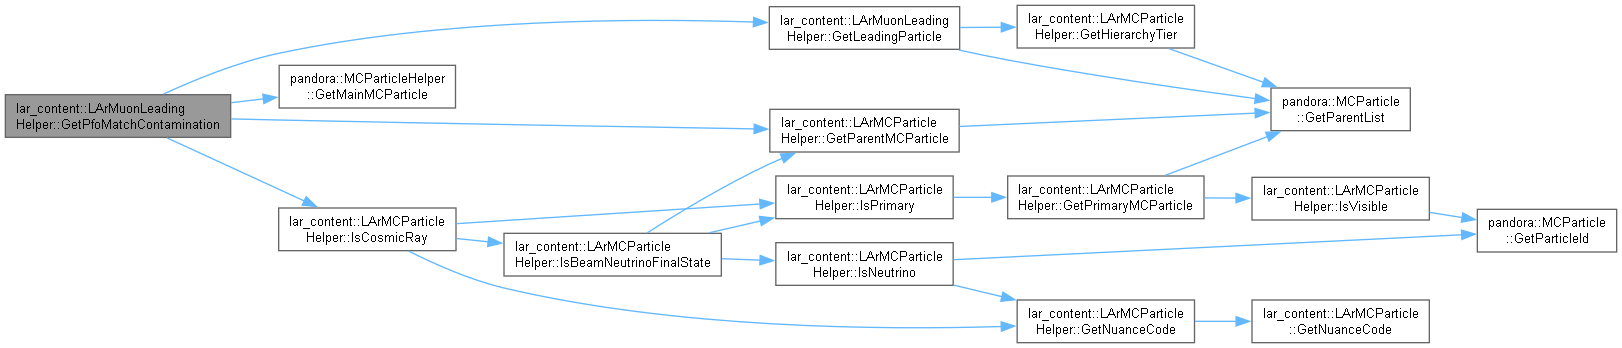 lar_content::LArMuonLeading
Helper::GetPfoMatchContamination
pandora::MCParticleHelper
::GetMainMCParticle
lar_content::LArMCParticle
Helper::IsCosmicRay
lar_content::LArMCParticle
Helper::IsBeamNeutrinoFinalState
lar_content::LArMuonLeading
Helper::GetLeadingParticle
lar_content::LArMCParticle
Helper::GetParentMCParticle
lar_content::LArMCParticle
Helper::IsPrimary
lar_content::LArMCParticle
Helper::IsNeutrino
lar_content::LArMCParticle
Helper::GetHierarchyTier
lar_content::LArMCParticle
Helper::GetPrimaryMCParticle
lar_content::LArMCParticle
Helper::GetNuanceCode
pandora::MCParticle
::GetParentList
lar_content::LArMCParticle
Helper::IsVisible
lar_content::LArMCParticle
::GetNuanceCode
pandora::MCParticle
::GetParticleId